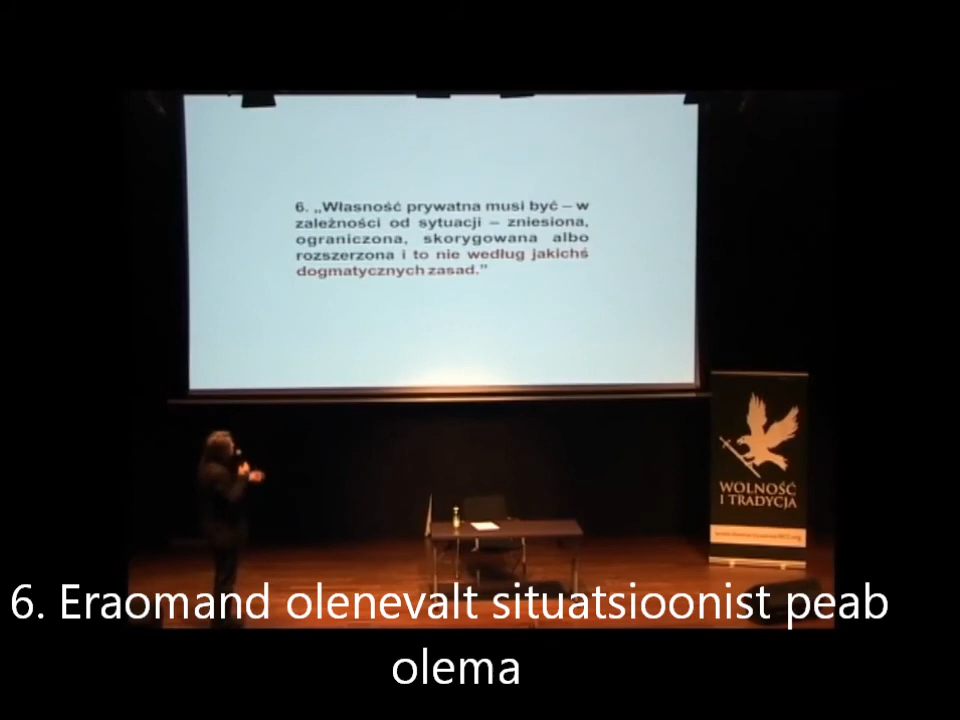 6. „Własność prywatna musi być – w
zależności od sytuacji – zniesiona,
ograniczona, skorygowana albo
rozszerzona i to nie według jakichś
dogmatycznych zasad.”
WOLNOŚĆ
I TRADYCJA
6. Eraomand olenevalt situatsioonist peab
olema